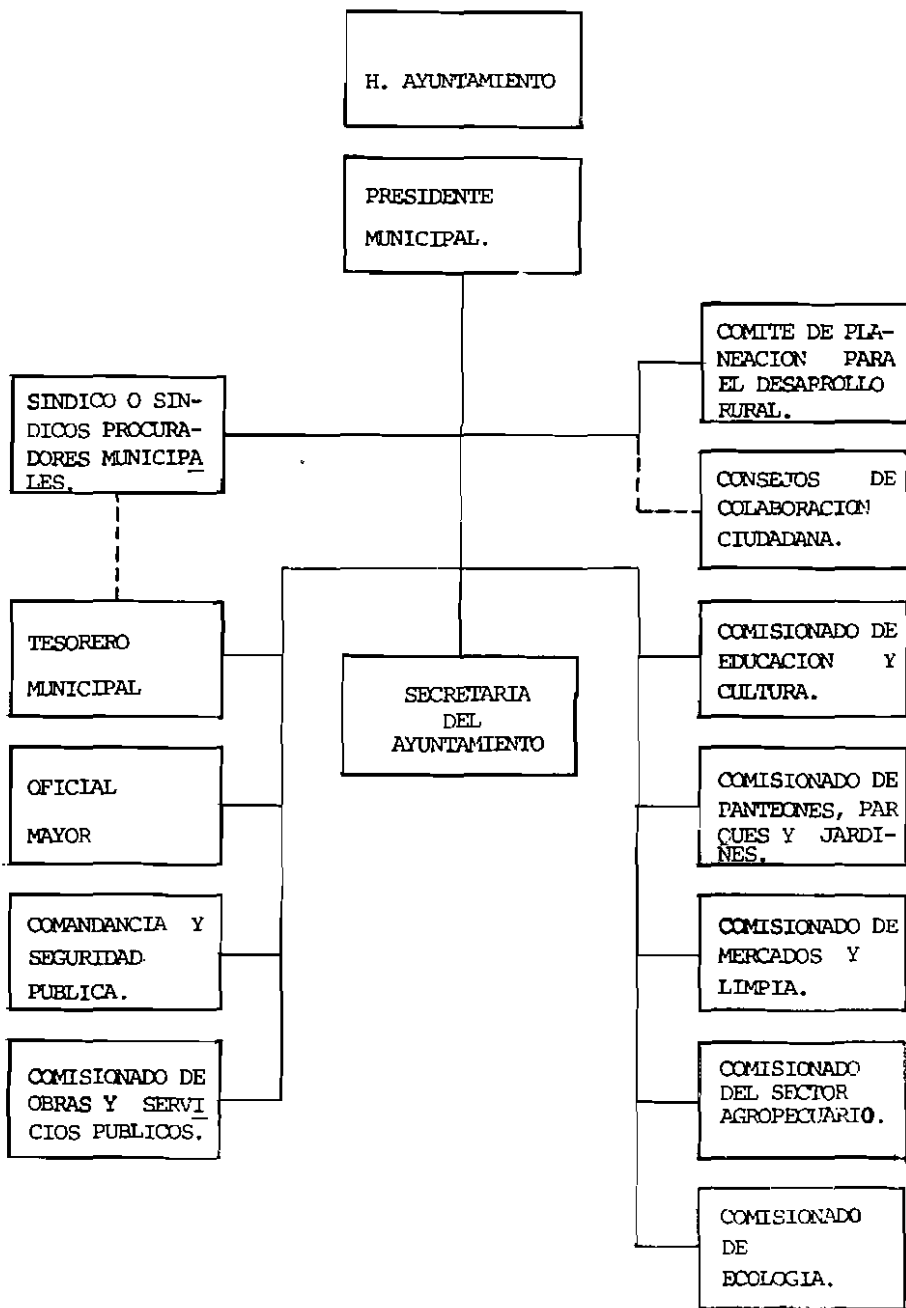 H. AYUNTAMIENTO
PRESIDENTE
MUNICIPAL.
COMITE DE PLA-
NEACION PARA
EL DESARROLLO
RURAL.
SINDICO O SIN-
DICOS PROCURA-
DORES MUNICIPA
LES.
CONSEJOS DE
COLABORACION
CIUDADANA.
TESORERO
MUNICIPAL
SECRETARIA
DEL
AYUNTAMIENTO
COMISIONADO DE
EDUCACION Y
CULTURA.
OFICIAL
MAYOR
COMISIONADO DE
PANTEONES, PAR
QUES Y JARDI-
NES.
COMANDANCIA Y
SEGURIDAD
PUBLICA.
COMISIONADO DE
MERCADOS Y
LIMPIA.
COMISIONADO DE
OBRAS Y SERVI
CIOS PUBLICOS.
COMISIONADO
DEL SECTOR
AGROPECUARIO.
COMISIONADO
DE
ECOLOGIA.